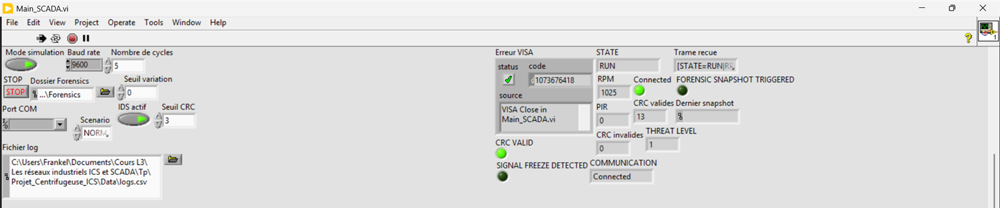 Main_SCADA.vi
File Edit View Project Operate Tools Window Help
1
Mode simulation Baud rate Nombre de cycles
9600 5
STOP Dossier Forensics Seuil variation
STOP ...\Forensics 0
Port COM IDS actif Seuil CRC
Scenario 3
NORM
Fichier log
C:\Users\Frankel\Documents\Cours L3\
Les réseaux industriels ICS et SCADA\Tp\
Projet_Centrifugeuse_ICS\Data\logs.csv
Erreur VISA
status code
1073676418
source
VISA Close in
Main_SCADA.vi
CRC VALID
SIGNAL FREEZE DETECTED
STATE
RUN
RPM
1025
PIR
0
CRC invalides
0
COMMUNICATION
Connected
Trame recue
[STATE=RUN|RP
Connected FORENSIC SNAPSHOT TRIGGERED
CRC valides Dernier snapshot
13
THREAT LEVEL
1